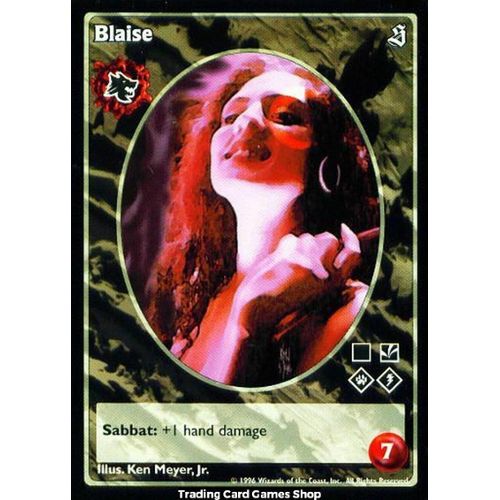 Blaise
Sabbat: +1 hand damage
7
Illus. Ken Meyer, Jr.
© 1996 Wizards of the Coast, Inc. All Rights Reserved.
Trading Card Games Shop